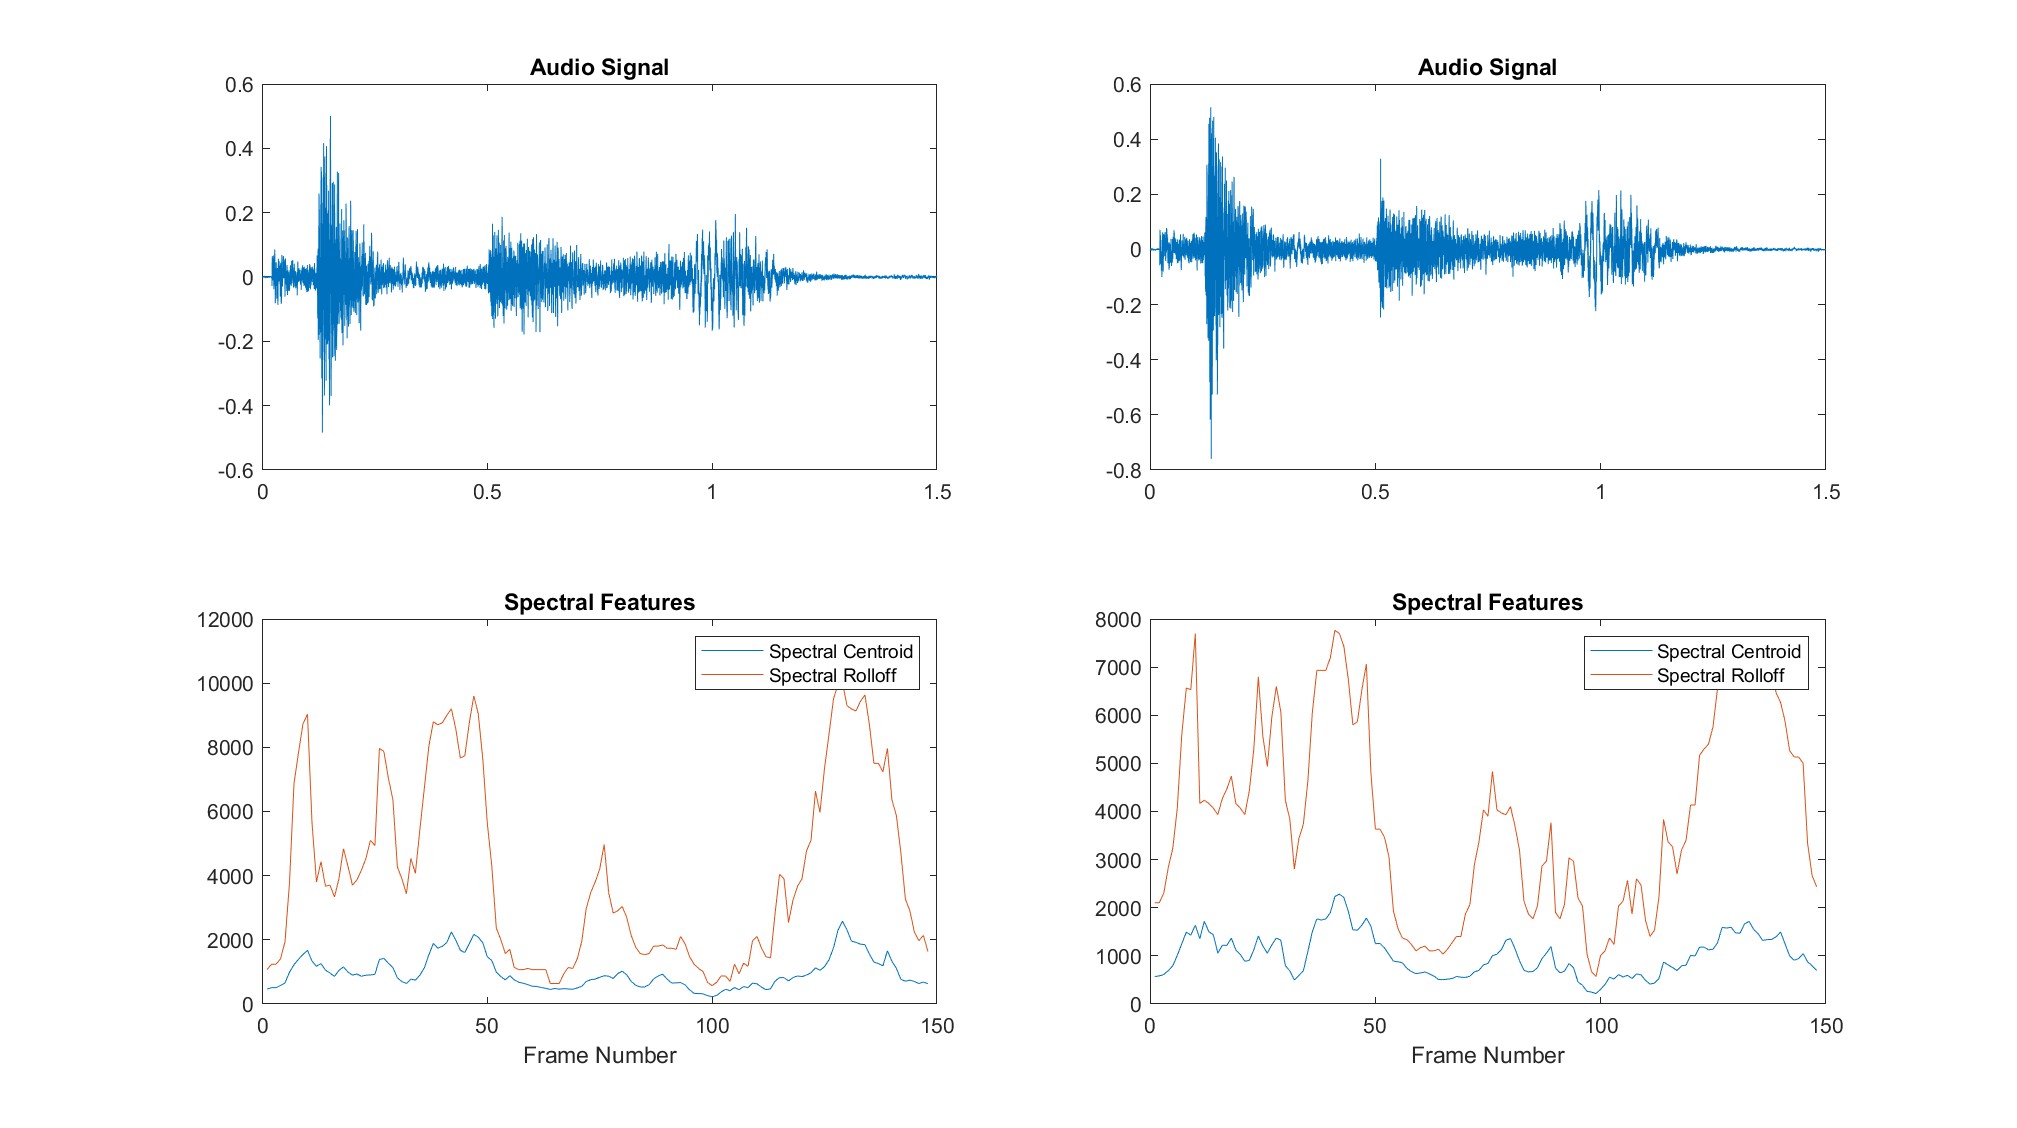 Audio Signal
0.6
0.4
0.2
0
-0.2
-0.4
-0.6
0 0.5 1 1.5
Audio Signal
0.6
0.4
0.2
0
-0.2
-0.4
-0.6
-0.8
0 0.5 1 1.5
Spectral Features
12000
10000
8000
6000
4000
2000
0
Spectral Centroid
Spectral Rolloff
0 50 100 150
Frame Number
Spectral Features
8000
7000
6000
5000
4000
3000
2000
1000
0
Spectral Centroid
Spectral Rolloff
0 50 100 150
Frame Number